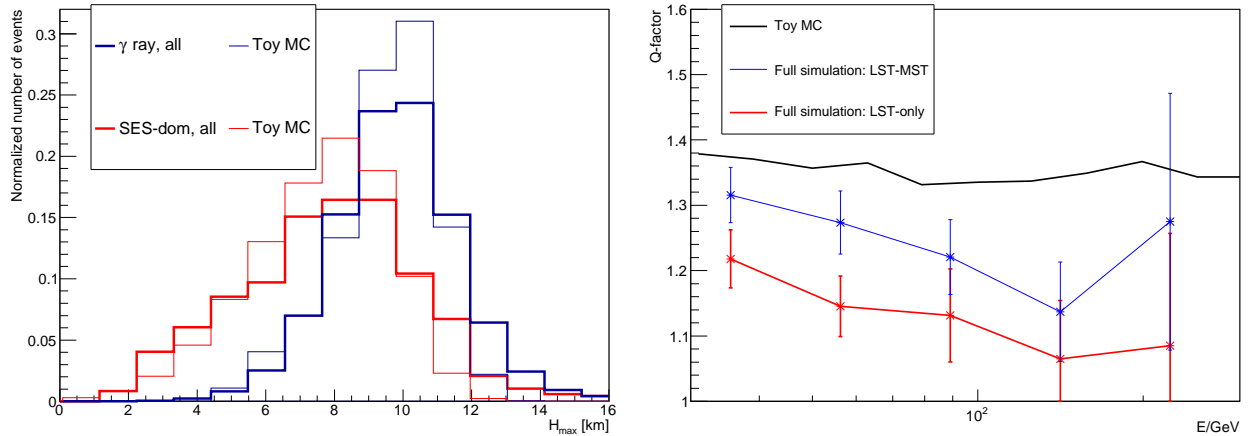 Normalized number of events
0.3
0.25
0.2
0.15
0.1
0.05
0
γ ray, all
Toy MC
SES-dom, all
Toy MC
0 2 4 6 8 10 12 14 16
H_max [km]
Q-factor
1.6
1.5
1.4
1.3
1.2
1.1
1
Toy MC
Full simulation: LST-MST
Full simulation: LST-only
10²
E/GeV